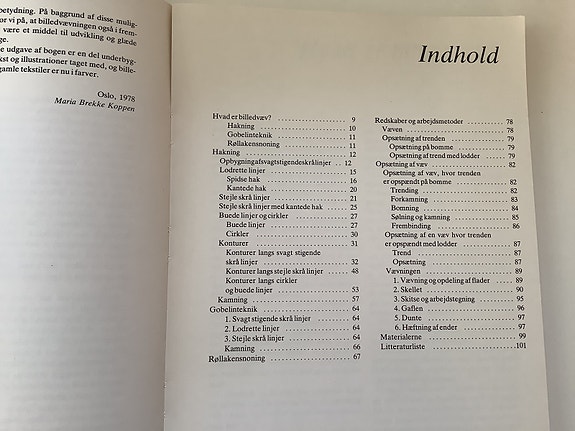 betydning. På baggrund af disse mulig-
or vi på, at billedvævningen også i frem-
være et middel til udvikling og glæde
ge.
e udgave af bogen er en del underbyg-
kst og illustrationer taget med, og bille-
gamle tekstiler er nu i farver.
Oslo, 1978
Maria Brekke Koppen
Indhold
Hvad er billedvæv? 9
Hakning 10
Gobelinteknik 11
Røllakensnoning 11
Hakning 12
Opbygning af svagt stigende skrå linjer 12
Lodrette linjer 15
Spidse hak 16
Kantede hak 20
Stejle skrå linjer 21
Stejle skrå linjer med kantede hak 25
Buede linjer og cirkler 27
Buede linjer 27
Cirkler 30
Konturer 31
Konturer langs svagt stigende
skrå linjer 32
Konturer langs stejle skrå linjer 48
Konturer langs cirkler
og buede linjer 53
Kamning 57
Gobelinteknik 64
1. Svagt stigende skrå linjer 64
2. Lodrette linjer 64
3. Stejle skrå linjer 64
Kamning 66
Røllakensnoning 67
Redskaber og arbejdsmetoder 78
Væven 78
Opsætning af trenden 79
Opsætning på bomme 79
Opsætning af trend med lodder 79
Opsætning af væv 82
Opsætning af væv, hvor trenden
er opspændt på bomme 82
Trending 82
Forkamning 83
Bomning 84
Sølning og kamning 85
Frembinding 86
Opsætning af en væv hvor trenden
er opspændt med lodder 87
Trend 87
Opsætning 87
Vævningen 89
1. Vævning og opdeling af flader 89
2. Skellet 90
3. Skitse og arbejdstegning 95
4. Gaflen 96
5. Dunte 97
6. Hæftning af ender 97
Materialerne 99
Litteraturliste 101